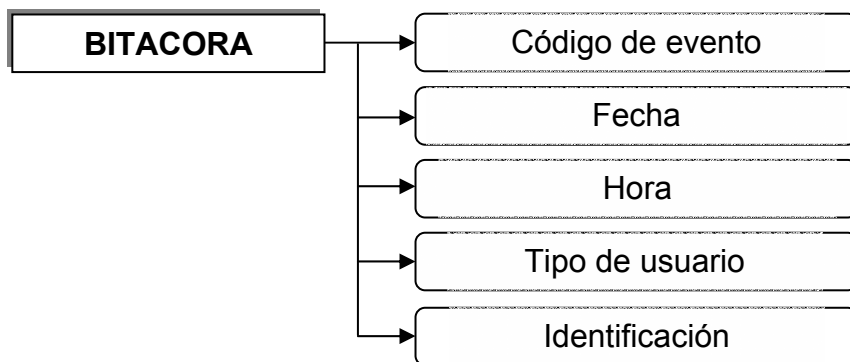 BITACORA
Código de evento
Fecha
Hora
Tipo de usuario
Identificación